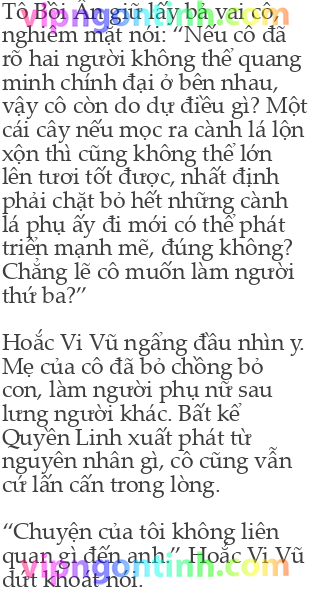 Tô Bồi Ân giữ lấy bả vai cô,
nghiêm mặt nói: “Nếu cô đã
rõ hai người không thể quang
minh chính đại ở bên nhau,
vậy cô còn do dự điều gì? Một
cái cây nếu mọc ra cành lá lộn
xộn thì cũng không thể lớn
lên tươi tốt được, nhất định
phải chặt bỏ hết những cành
lá phụ ấy đi mới có thể phát
triển mạnh mẽ, đúng không?
Chẳng lẽ cô muốn làm người
thứ ba?”
Hoắc Vi Vũ ngẩng đầu nhìn y.
Mẹ của cô đã bỏ chồng bỏ
con, làm người phụ nữ sau
lưng người khác. Bất kể
Quyền Linh xuất phát từ
nguyên nhân gì, cô cũng vẫn
cứ lấn cấn trong lòng.
“Chuyện của tôi không liên
quan gì đến anh.” Hoắc Vi Vũ
dứt khoát nói.
vipngontinh.com
vipngontinh.com